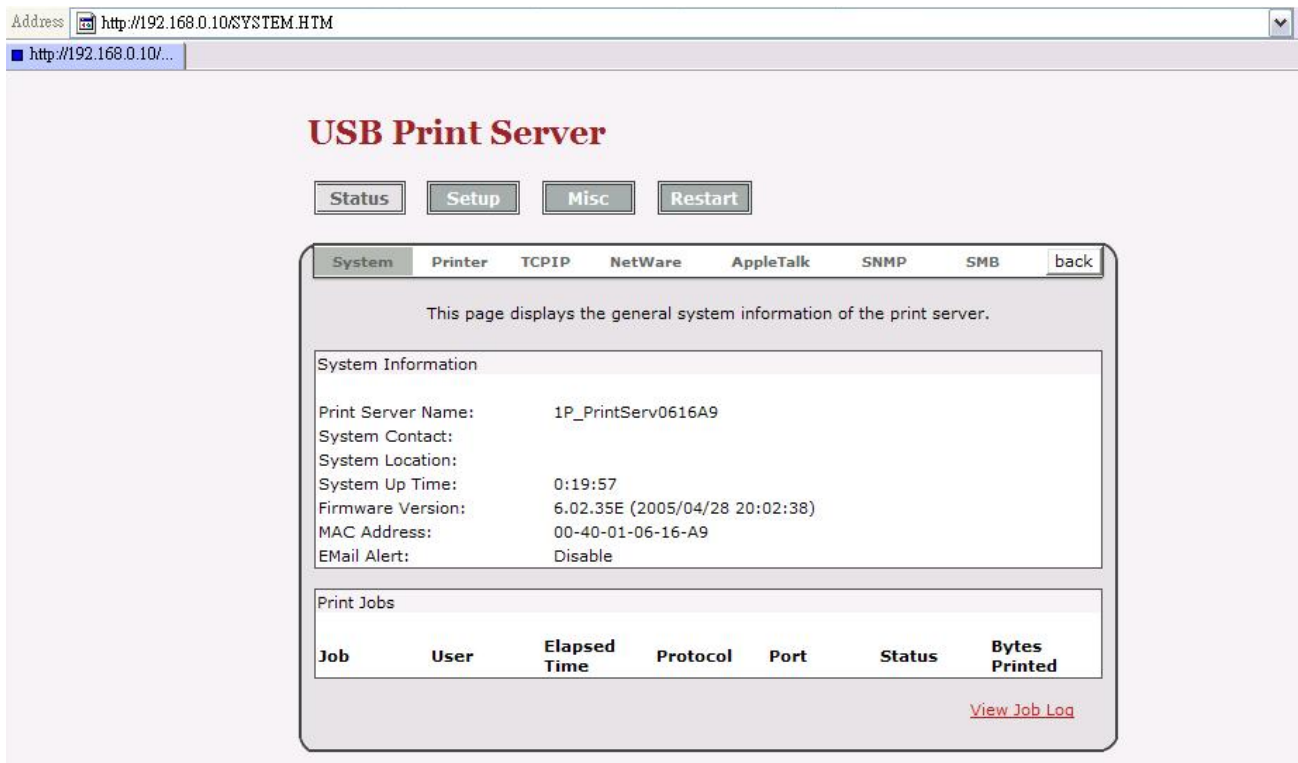 Address http://192.168.0.10/SYSTEM.HTM
http://192.168.0.10/...
USB Print Server
Status Setup Misc Restart
System Printer TCPIP NetWare AppleTalk SNMP SMB back
This page displays the general system information of the print server.
System Information
Print Server Name: 1P_PrintServ0616A9
System Contact:
System Location:
System Up Time: 0:19:57
Firmware Version: 6.02.35E (2005/04/28 20:02:38)
MAC Address: 00-40-01-06-16-A9
EMail Alert: Disable
Print Jobs
Job User Elapsed Time Protocol Port Status Bytes Printed
View Job Log